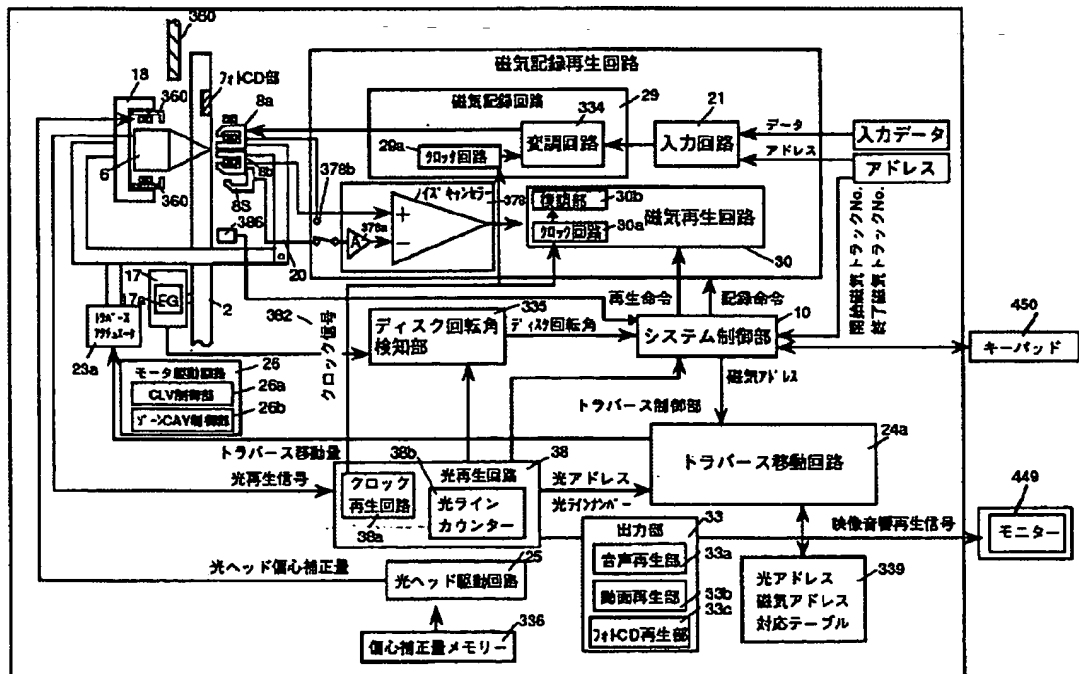 380
磁気記録再生回路
18
360
フォトCD部
8a
磁気記録回路
29
334
21
データ
入力データ
変調回路
入力回路
アドレス
アドレス
29a
クロック回路
6
8b
378b
ノイズキャンセラー
378
復調部
30b
360
8S
+
磁気再生回路
386
378a
A
−
クロック回路
30a
20
30
開始磁気トラックNo.
終了磁気トラックNo.
17
再生命令
記録命令
17a
EG
2
382
クロック信号
335
10
450
トラバース
アクチュエータ
ディスク回転角
検知部
ディスク回転角
システム制御部
キーパッド
23a
モータ駆動回路
26
磁気アドレス
CLV制御部
26a
トラバース制御部
ゾーンCAV制御部
26b
24a
トラバース移動量
38
トラバース移動回路
光再生信号
38b
光再生回路
光アドレス
クロック
再生回路
光ライン
カウンター
光ラインナンバー
449
38a
出力部
33
映像音響再生信号
モニター
25
音声再生部
33a
339
光ヘッド偏心補正量
光ヘッド駆動回路
動画再生部
33b
光アドレス
磁気アドレス
対応テーブル
33c
336
フォトCD再生部
偏心補正量メモリー